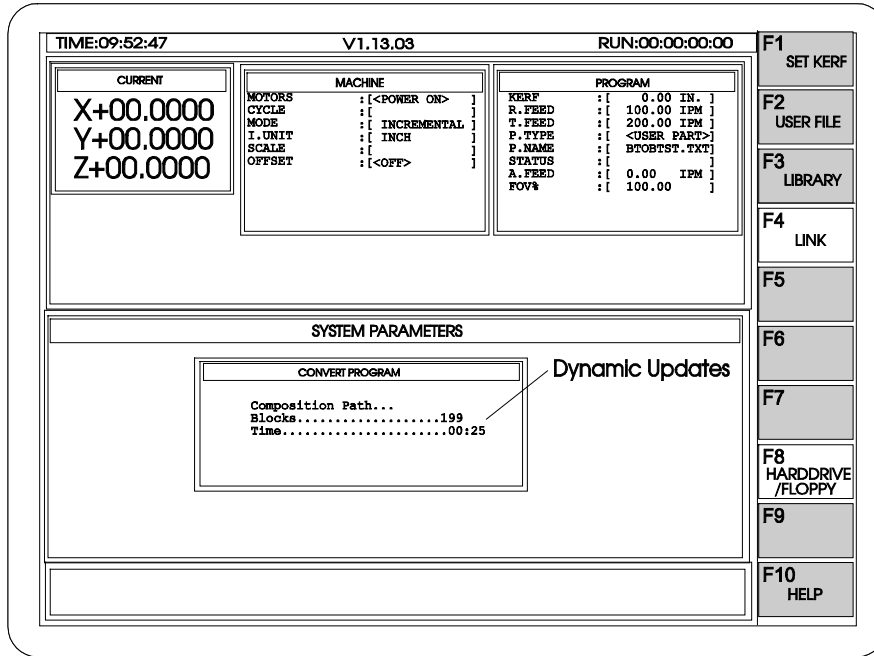 TIME:09:52:47 V1.13.03 RUN:00:00:00:00
CURRENT
X+00.0000
Y+00.0000
Z+00.0000
MACHINE
MOTORS :[<POWER ON> ]
CYCLE :[ ]
MODE :[ INCREMENTAL ]
I.UNIT :[ INCH ]
SCALE :[ ]
OFFSET :[<OFF> ]
PROGRAM
KERF :[ 0.00 IN. ]
R.FEED :[ 100.00 IPM ]
T.FEED :[ 200.00 IPM ]
P.TYPE :[ <USER PART>]
P.NAME :[ BTOBTST.TXT]
STATUS :[ ]
A.FEED :[ 0.00 IPM ]
FOV% :[ 100.00 ]
SYSTEM PARAMETERS
CONVERT PROGRAM
Composition Path...
Blocks...................199
Time......................00:25
Dynamic Updates
F1
SET KERF
F2
USER FILE
F3
LIBRARY
F4
LINK
F5
F6
F7
F8
HARDDRIVE
/FLOPPY
F9
F10
HELP